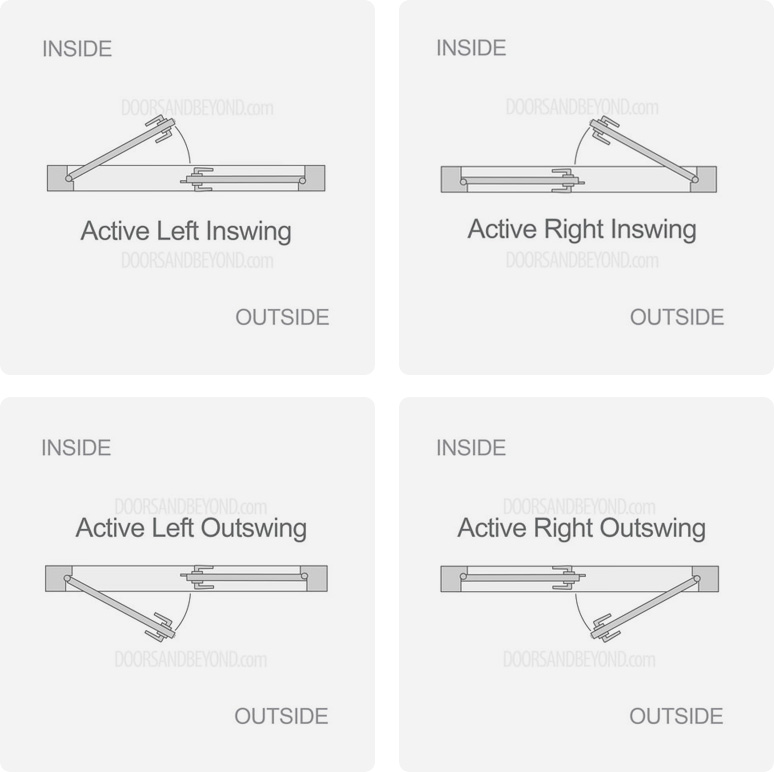 INSIDE
DOORSANDBEYOND.com
Active Left Inswing
DOORSANDBEYOND.com
OUTSIDE
INSIDE
DOORSANDBEYOND.com
Active Right Inswing
DOORSANDBEYOND.com
OUTSIDE
INSIDE
DOORSANDBEYOND.com
Active Left Outswing
DOORSANDBEYOND.com
OUTSIDE
INSIDE
DOORSANDBEYOND.com
Active Right Outswing
DOORSANDBEYOND.com
OUTSIDE